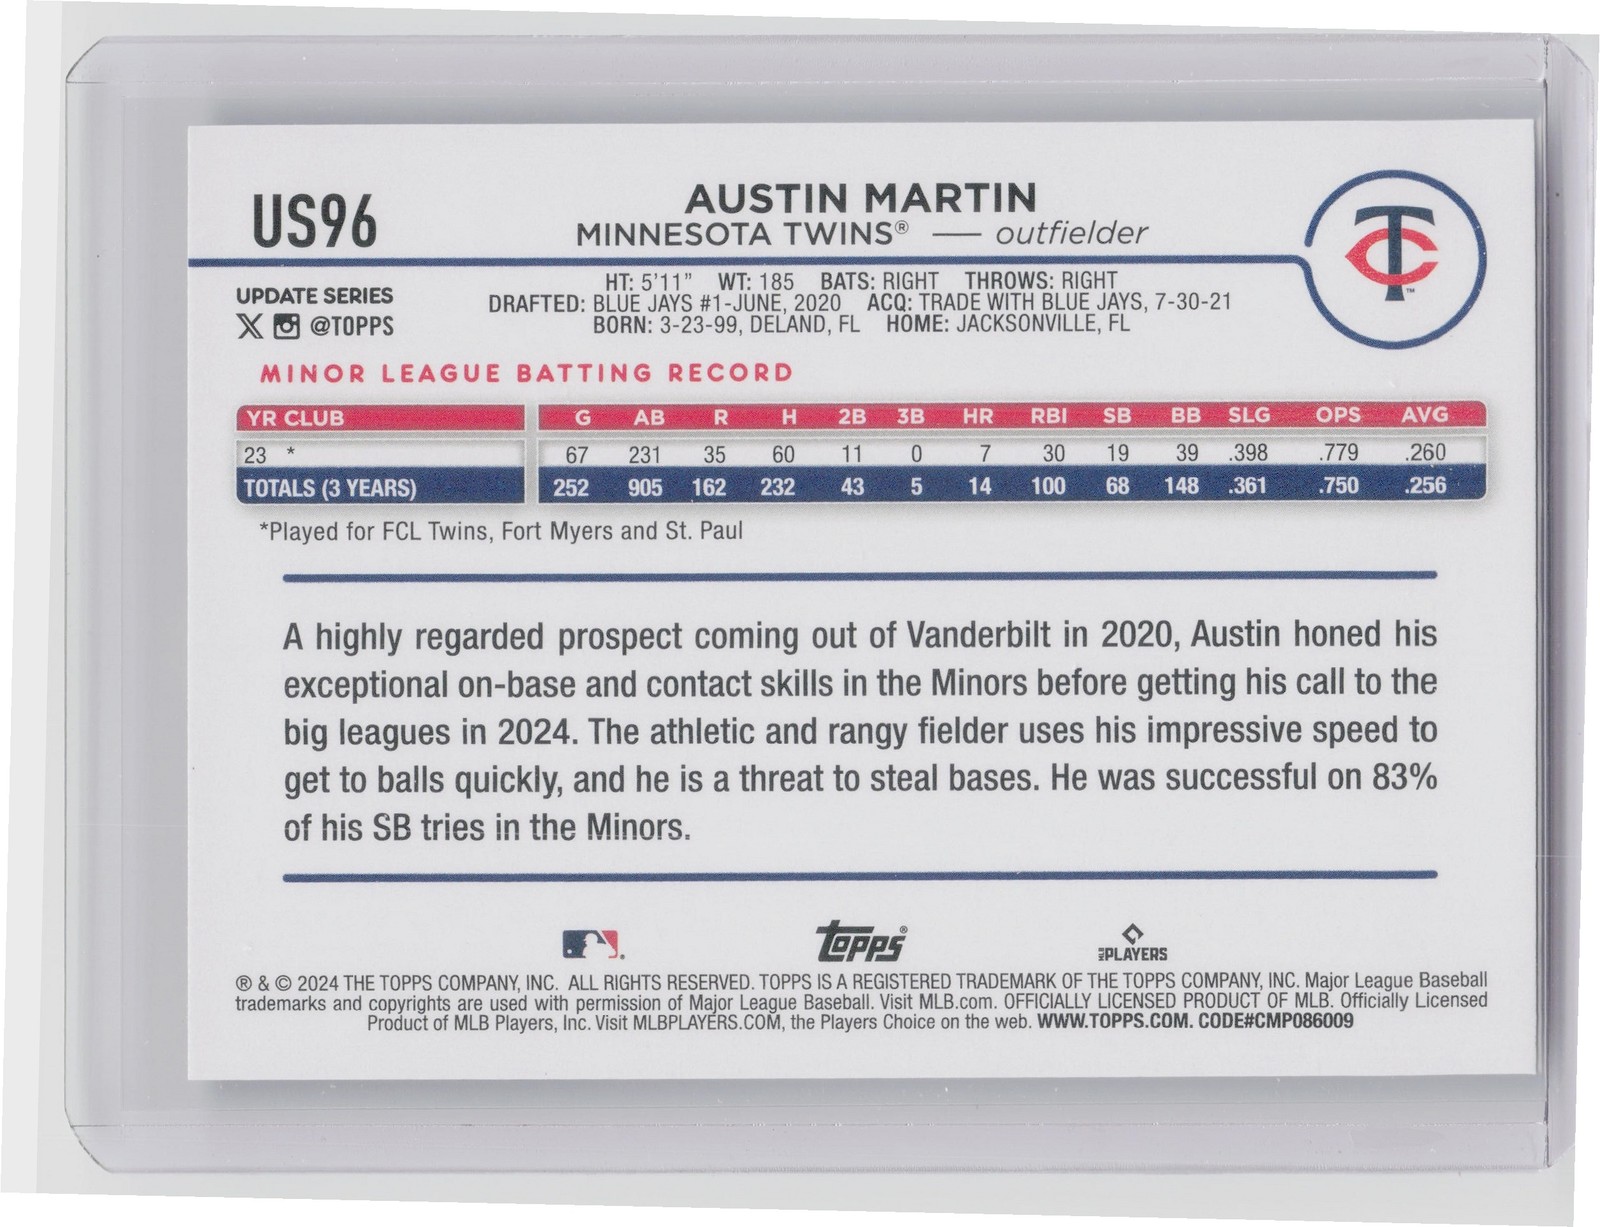 US96
AUSTIN MARTIN
MINNESOTA TWINS® — outfielder
TC™
UPDATE SERIES
X @TOPPS
HT: 5'11" WT: 185 BATS: RIGHT THROWS: RIGHT
DRAFTED: BLUE JAYS #1-JUNE, 2020 ACQ: TRADE WITH BLUE JAYS, 7-30-21
BORN: 3-23-99, DELAND, FL HOME: JACKSONVILLE, FL
MINOR LEAGUE BATTING RECORD
YR CLUB G AB R H 2B 3B HR RBI SB BB SLG OPS AVG
23 * 67 231 35 60 11 0 7 30 19 39 .398 .779 .260
TOTALS (3 YEARS) 252 905 162 232 43 5 14 100 68 148 .361 .750 .256
*Played for FCL Twins, Fort Myers and St. Paul
A highly regarded prospect coming out of Vanderbilt in 2020, Austin honed his
exceptional on-base and contact skills in the Minors before getting his call to the
big leagues in 2024. The athletic and rangy fielder uses his impressive speed to
get to balls quickly, and he is a threat to steal bases. He was successful on 83%
of his SB tries in the Minors.
topps® MLB PLAYERS
® & © 2024 THE TOPPS COMPANY, INC. ALL RIGHTS RESERVED. TOPPS IS A REGISTERED TRADEMARK OF THE TOPPS COMPANY, INC. Major League Baseball
trademarks and copyrights are used with permission of Major League Baseball. Visit MLB.com. OFFICIALLY LICENSED PRODUCT OF MLB. Officially Licensed
Product of MLB Players, Inc. Visit MLBPLAYERS.COM, the Players Choice on the web. WWW.TOPPS.COM. CODE#CMP086009